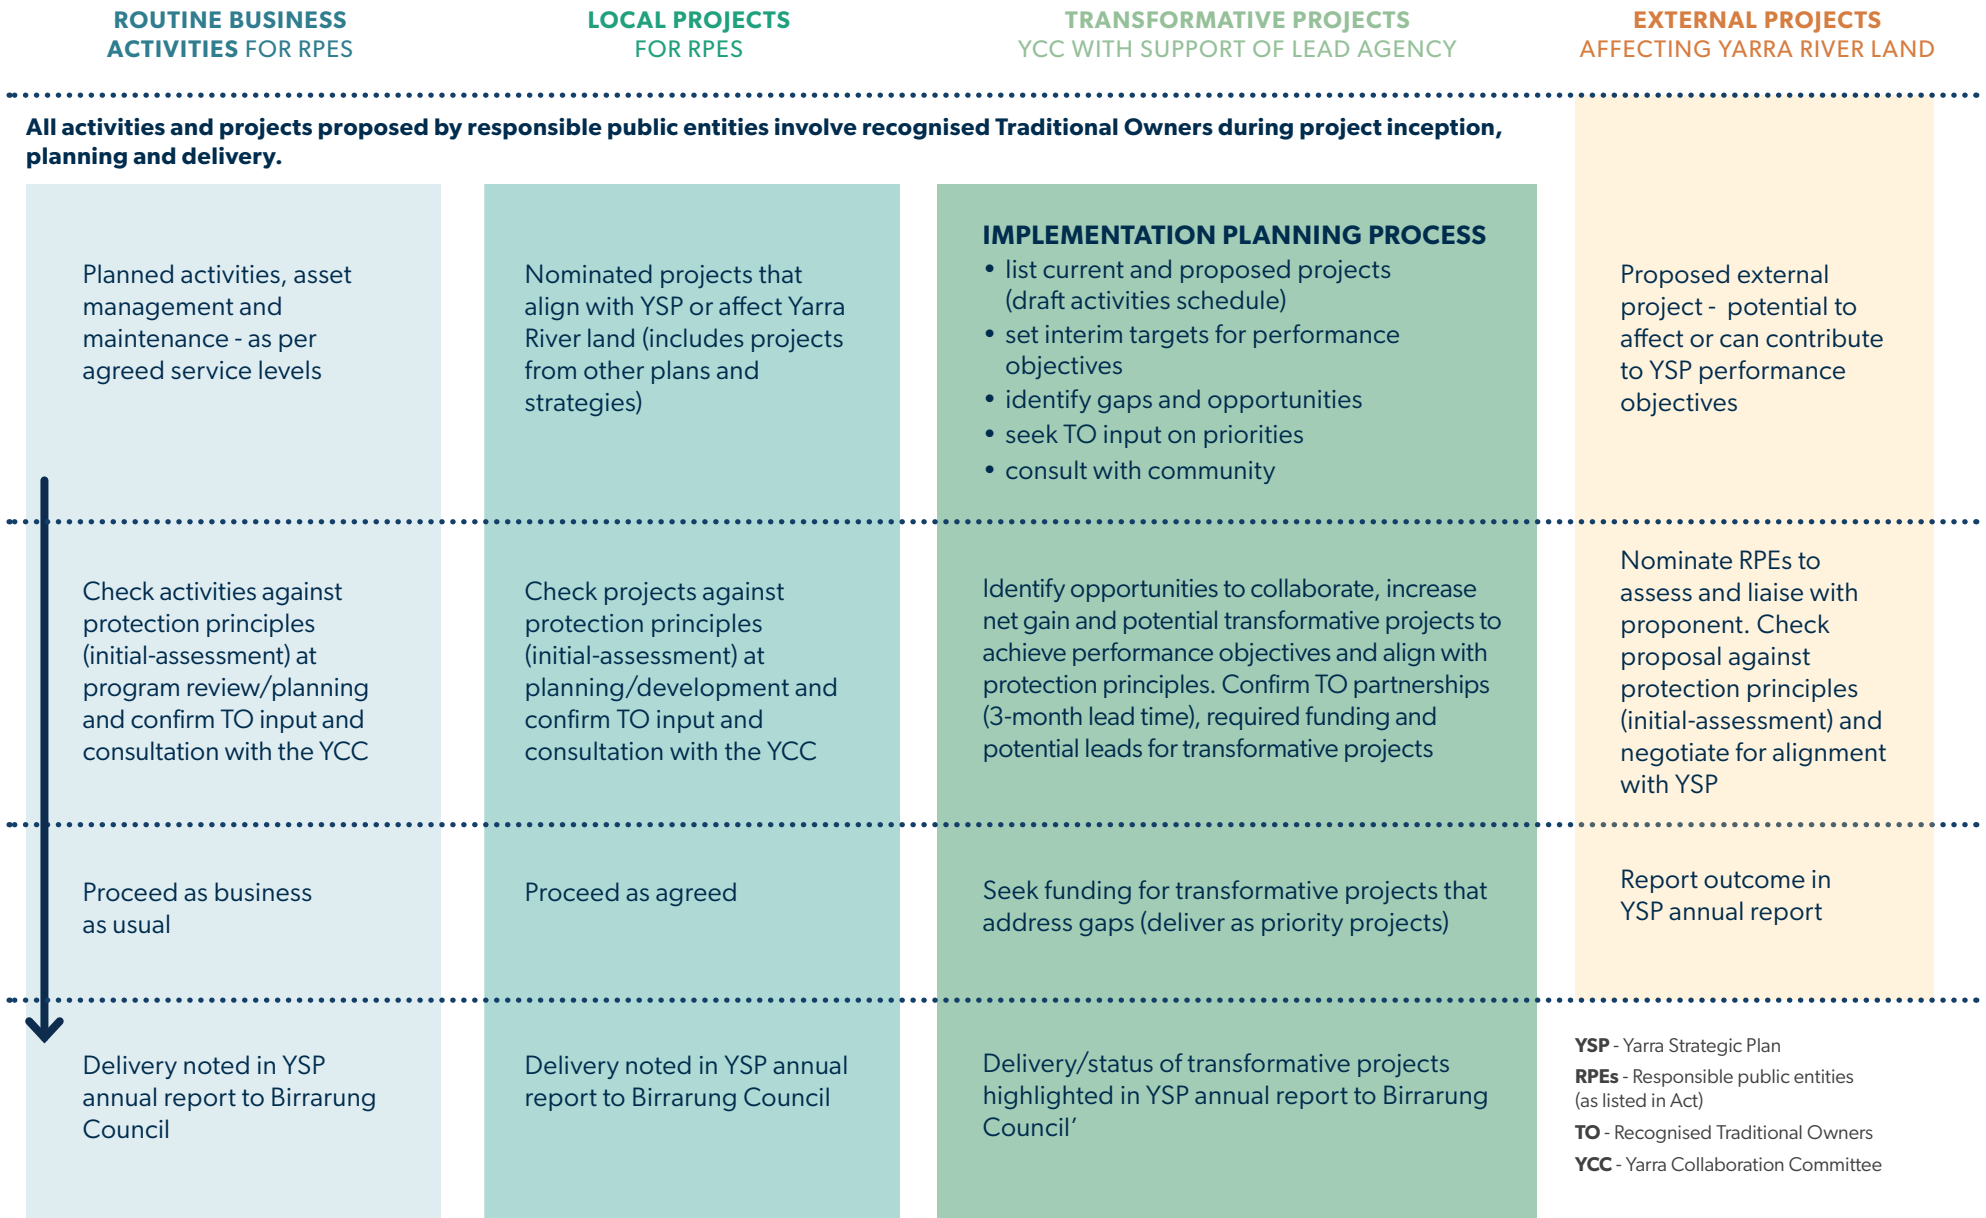 ROUTINE BUSINESS
ACTIVITIES FOR RPES
LOCAL PROJECTS
FOR RPES
TRANSFORMATIVE PROJECTS
YCC WITH SUPPORT OF LEAD AGENCY
EXTERNAL PROJECTS
AFFECTING YARRA RIVER LAND
All activities and projects proposed by responsible public entities involve recognised Traditional Owners during project inception,
planning and delivery.
Planned activities, asset
management and
maintenance - as per
agreed service levels
Nominated projects that
align with YSP or affect Yarra
River land (includes projects
from other plans and
strategies)
IMPLEMENTATION PLANNING PROCESS
• list current and proposed projects
(draft activities schedule)
• set interim targets for performance
objectives
• identify gaps and opportunities
• seek TO input on priorities
• consult with community
Proposed external
project - potential to
affect or can contribute
to YSP performance
objectives
Check activities against
protection principles
(initial-assessment) at
program review/planning
and confirm TO input and
consultation with the YCC
Check projects against
protection principles
(initial-assessment) at
planning/development and
confirm TO input and
consultation with the YCC
Identify opportunities to collaborate, increase
net gain and potential transformative projects to
achieve performance objectives and align with
protection principles. Confirm TO partnerships
(3-month lead time), required funding and
potential leads for transformative projects
Nominate RPEs to
assess and liaise with
proponent. Check
proposal against
protection principles
(initial-assessment) and
negotiate for alignment
with YSP
Proceed as business
as usual
Proceed as agreed
Seek funding for transformative projects that
address gaps (deliver as priority projects)
Report outcome in
YSP annual report
Delivery noted in YSP
annual report to Birrarung
Council
Delivery noted in YSP annual
report to Birrarung Council
Delivery/status of transformative projects
highlighted in YSP annual report to Birrarung
Council’
YSP - Yarra Strategic Plan
RPEs - Responsible public entities
(as listed in Act)
TO - Recognised Traditional Owners
YCC - Yarra Collaboration Committee